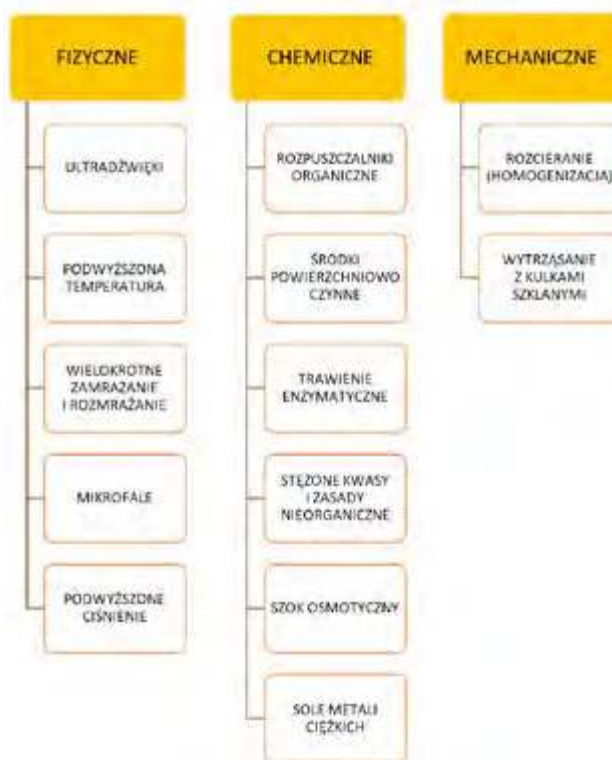 FIZYCZNE
ULTRADŹWIĘKI
PODWYŻSZONA
TEMPERATURA
WIELOKROTNE
ZAMRAŻANIE
I ROZMRAŻANIE
MIKROFALE
PODWYŻSZONE
CIŚNIENIE
CHEMICZNE
ROZPUSZCZALNIKI
ORGANICZNE
ŚRODKI
POWIERZCHNIOWO
CZYNNE
TRAWIENIE
ENZYMATYCZNE
STĘŻONE KWASY
I ZASADY
NIEORGANICZNE
SZOK OSMOTYCZNY
SOLE METALI
CIĘŻKICH
MECHANICZNE
ROZCIERANIE
(HOMOGENIZACJA)
WYTRZĄSANIE
Z KULKAMI
SZKLANYMI